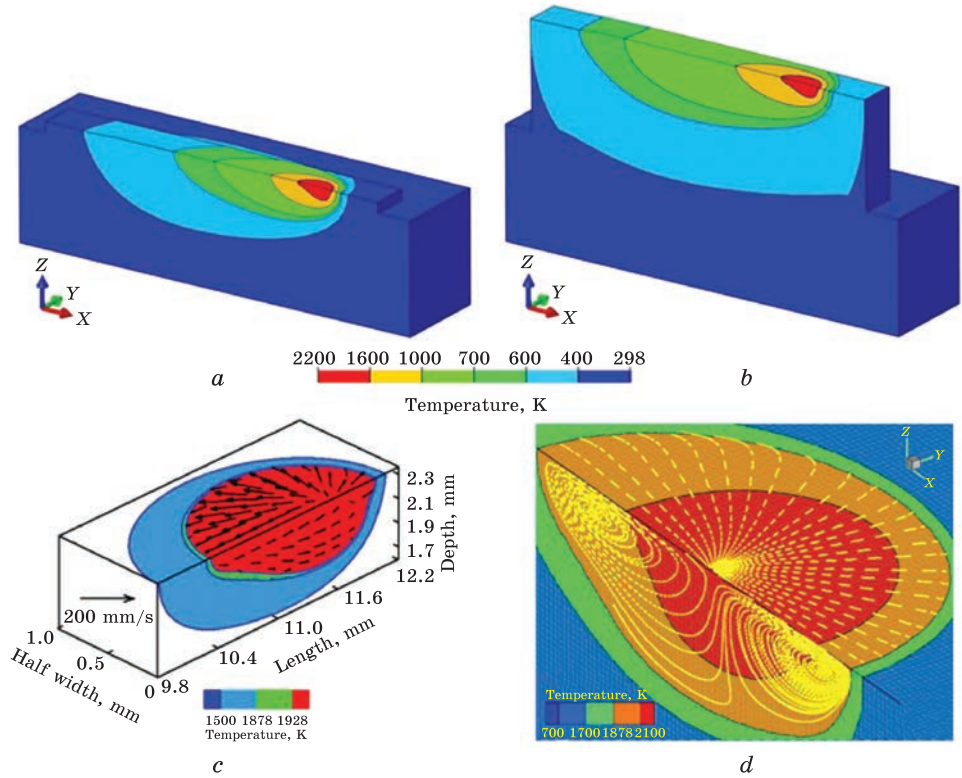 Z
Y
X
Z
Y
X
a
2200 1600 1000 700 600 400 298
b
Temperature, K
2.3
2.1
1.9
1.7
Depth, mm
12.2
11.6
11.0
10.4
9.8
Length, mm
200 mm/s
1.0
0.5
0
Half width, mm
1500 1878 1928
Temperature, K
c
Z
Y
X
Temperature, K
700 1700 1878 2100
d